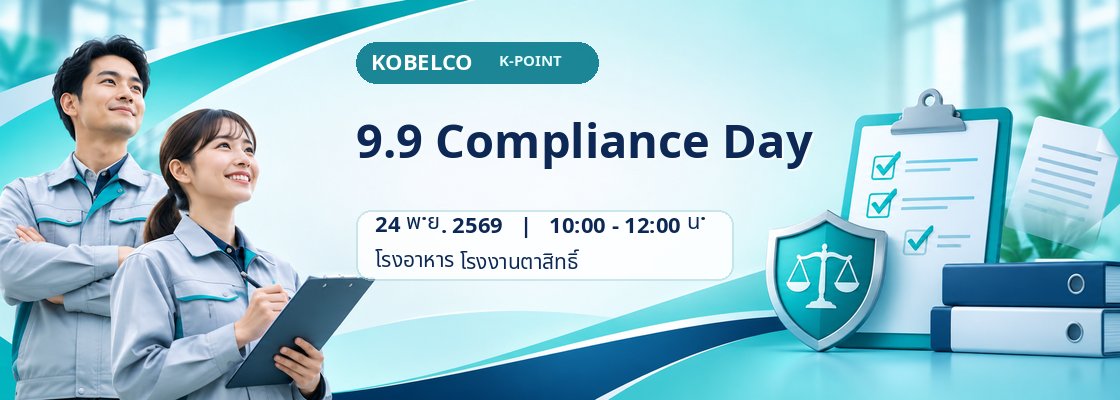 KOBELCO K-POINT
9.9 Compliance Day
24 พ.ย. 2569 | 10:00 - 12:00 น.
โรงอาหาร โรงงานตาสิทธิ์